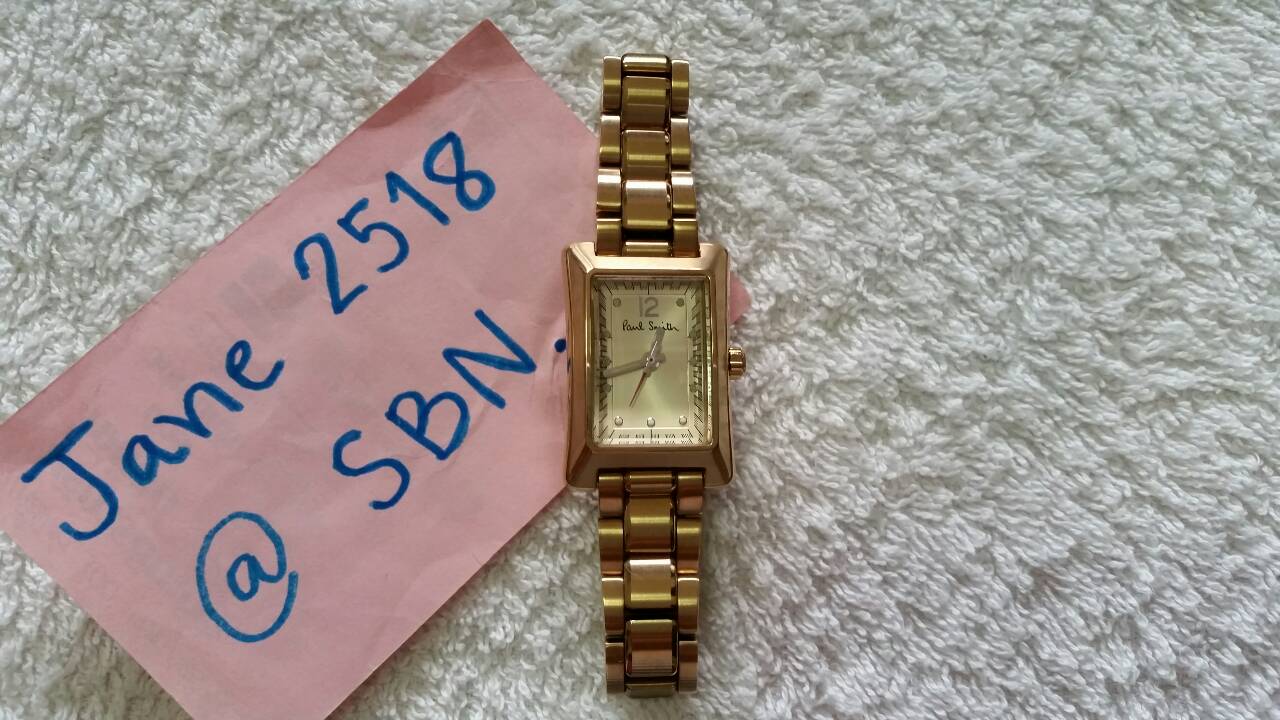 Jane 2518
@ SBN.
12
Paul Smith